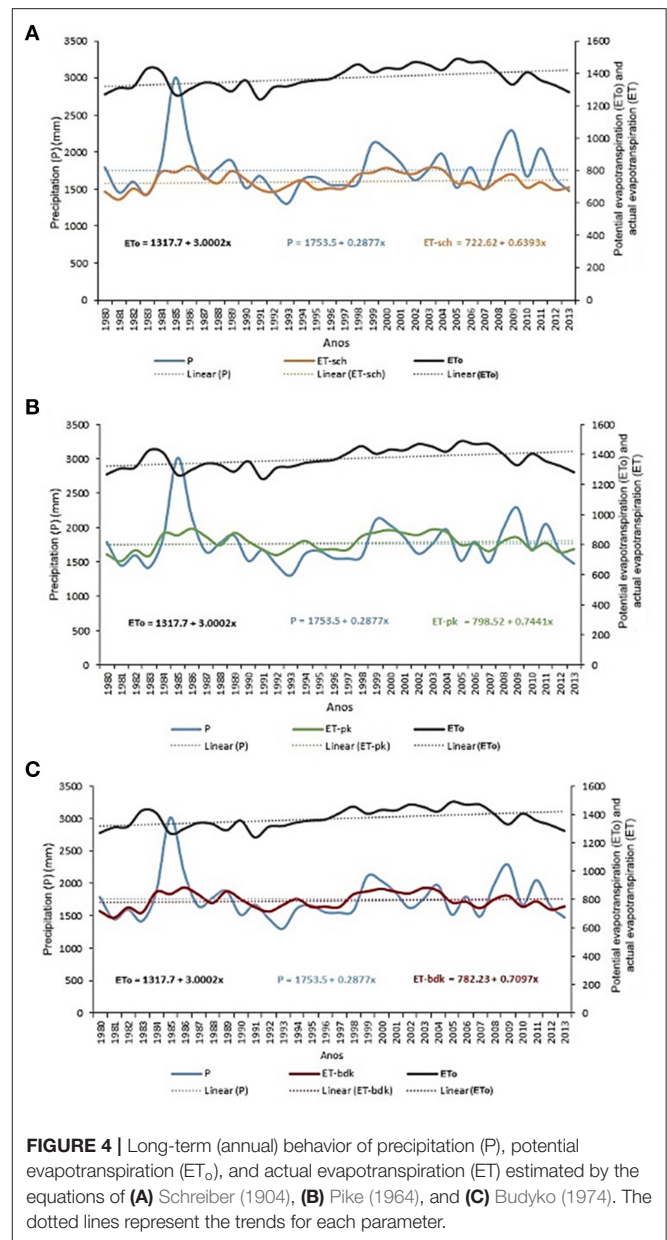 A
3500
3000
2500
2000
1500
1000
500
0
Precipitation (P) (mm)
1600
1400
1200
1000
800
600
400
200
0
Potential evapotranspiration (ETo) and
actual evapotranspiration (ET)
ETo = 1317.7 + 3.0002x P = 1753.5 + 0.2877x ET-sch = 722.62 + 0.6393x
1980 1981 1982 1983 1984 1985 1986 1987 1988 1989 1990 1991 1992 1993 1994 1995 1996 1997 1998 1999 2000 2001 2002 2003 2004 2005 2006 2007 2008 2009 2010 2011 2012 2013
Anos
P ET-sch ETo
Linear (P) Linear (ET-sch) Linear (ETo)
B
3500
3000
2500
2000
1500
1000
500
0
Precipitation (P) (mm)
1600
1400
1200
1000
800
600
400
200
0
Potential evapotranspiration (ETo) and
actual evapotranspiration (ET)
ETo = 1317.7 + 3.0002x P = 1753.5 + 0.2877x ET-pk = 798.52 + 0.7441x
1980 1981 1982 1983 1984 1985 1986 1987 1988 1989 1990 1991 1992 1993 1994 1995 1996 1997 1998 1999 2000 2001 2002 2003 2004 2005 2006 2007 2008 2009 2010 2011 2012 2013
Anos
P ET-pk ETo
Linear (P) Linear (ET-pk) Linear (ETo)
C
3500
3000
2500
2000
1500
1000
500
0
Precipitation (P) (mm)
1600
1400
1200
1000
800
600
400
200
0
Potential evapotranspiration (ETo) and
actual evapotranspiration (ET)
ETo = 1317.7 + 3.0002x P = 1753.5 + 0.2877x ET-bdk = 782.23 + 0.7097x
1980 1981 1982 1983 1984 1985 1986 1987 1988 1989 1990 1991 1992 1993 1994 1995 1996 1997 1998 1999 2000 2001 2002 2003 2004 2005 2006 2007 2008 2009 2010 2011 2012 2013
Anos
P ET-bdk ETo
Linear (P) Linear (ET-bdk) Linear (ETo)
FIGURE 4 | Long-term (annual) behavior of precipitation (P), potential
evapotranspiration (ETo), and actual evapotranspiration (ET) estimated by the
equations of (A) Schreiber (1904), (B) Pike (1964), and (C) Budyko (1974). The
dotted lines represent the trends for each parameter.